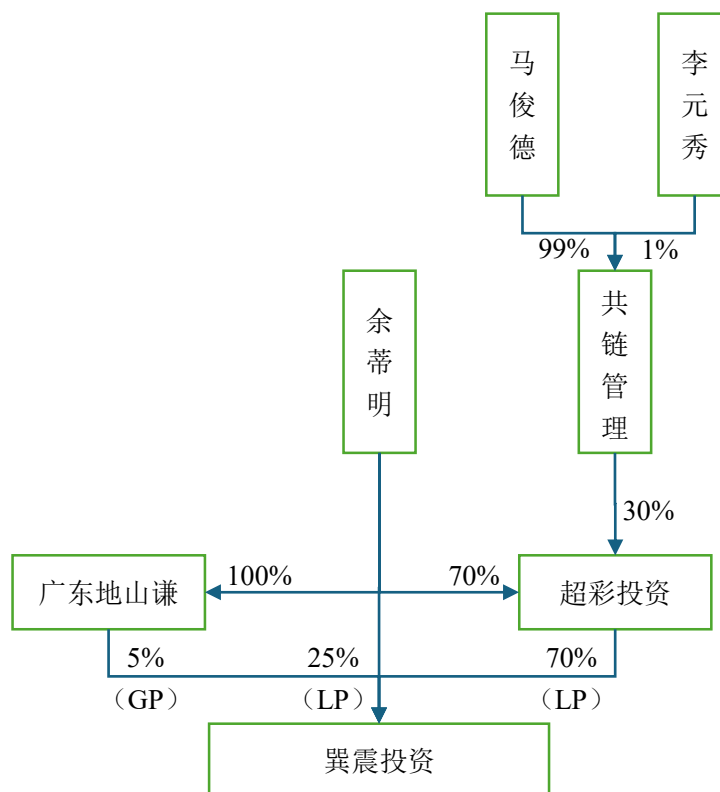 马俊德
李元秀
99%
1%
余蒂明
共链管理
30%
广东地山谦
100%
70%
超彩投资
5%
25%
70%
（GP）
（LP）
（LP）
巽震投资